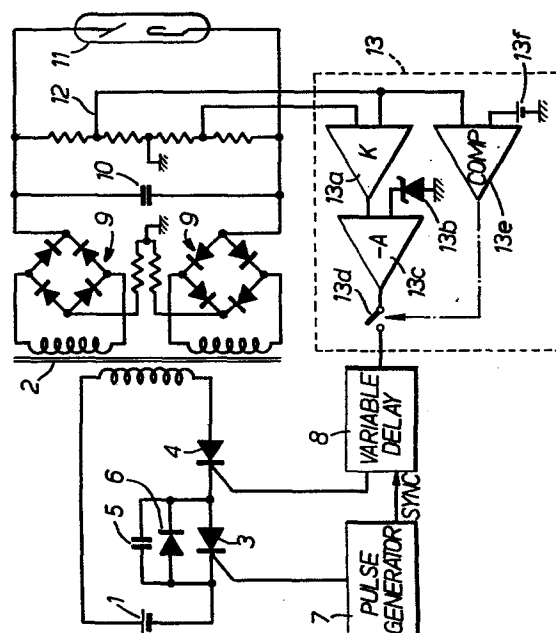 11
12
10
9
9
2
1
5
6
4
3
7
PULSE
GENERATOR
SYNC
8
VARIABLE
DELAY
13
13f
K
13a
COMP
13e
13b
-A
13c
13d